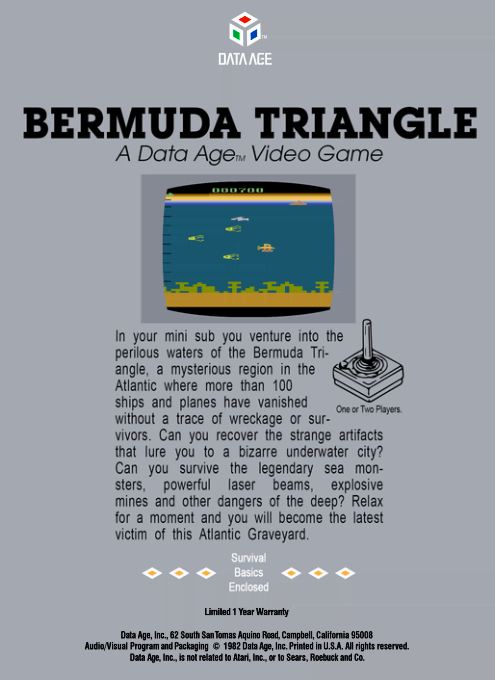 TM
DATA AGE
BERMUDA TRIANGLE
A Data Age TM Video Game
000700
In your mini sub you venture into the
perilous waters of the Bermuda Tri-
angle, a mysterious region in the
Atlantic where more than 100
ships and planes have vanished
without a trace of wreckage or sur-
vivors. Can you recover the strange artifacts
that lure you to a bizarre underwater city?
Can you survive the legendary sea mon-
sters, powerful laser beams, explosive
mines and other dangers of the deep? Relax
for a moment and you will become the latest
victim of this Atlantic Graveyard.
One or Two Players.
Survival
Basics
Enclosed
Limited 1 Year Warranty
Data Age, Inc., 62 South San Tomas Aquino Road, Campbell, California 95008
Audio/Visual Program and Packaging © 1982 Data Age, Inc. Printed in U.S.A. All rights reserved.
Data Age, Inc., is not related to Atari, Inc., or to Sears, Roebuck and Co.